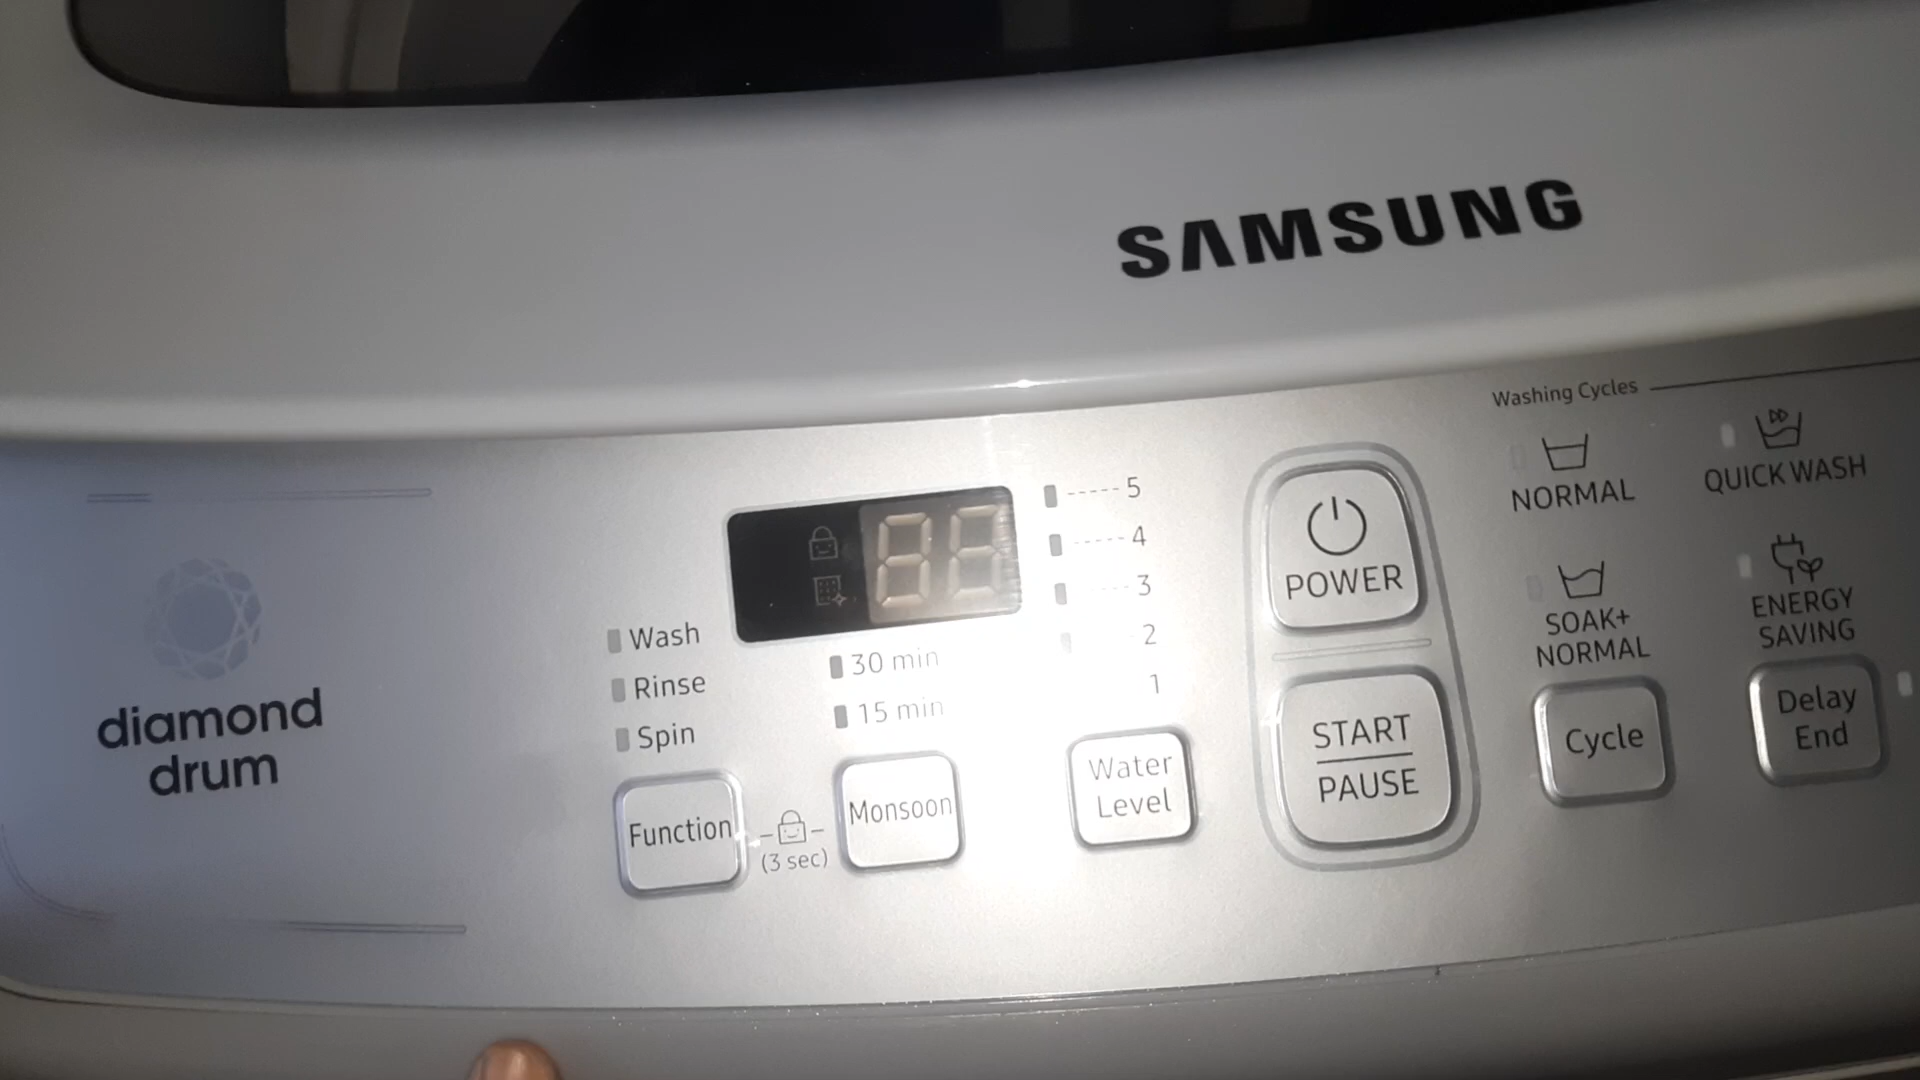 SAMSUNG
Washing Cycles
NORMAL
QUICK WASH
SOAK+
NORMAL
ENERGY
SAVING
Cycle
Delay
End
POWER
START
PAUSE
5
4
3
2
1
Water
Level
88
30 min
15 min
Monsoon
Wash
Rinse
Spin
Function
(3 sec)
diamond
drum